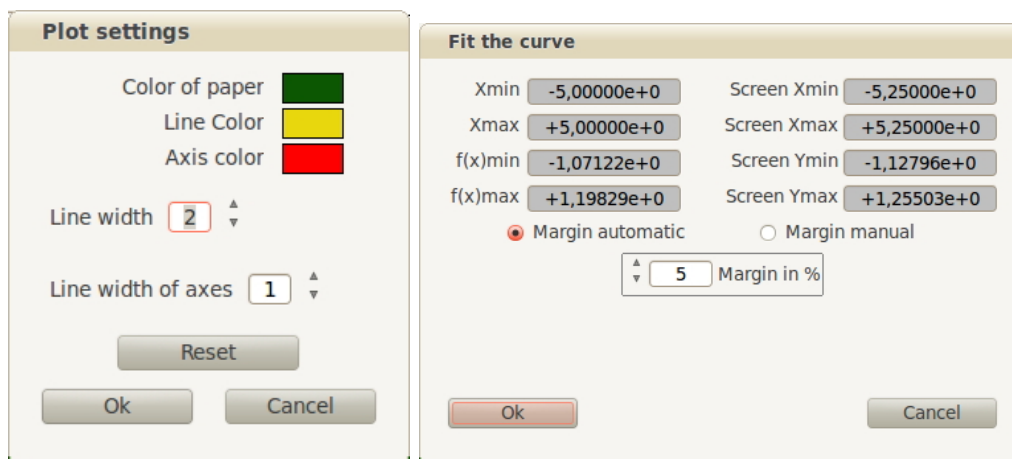 Plot settings
Color of paper
Line Color
Axis color
Line width 2
Line width of axes 1
Reset
Ok Cancel
Fit the curve
Xmin -5,00000e+0 Screen Xmin -5,25000e+0
Xmax +5,00000e+0 Screen Xmax +5,25000e+0
f(x)min -1,07122e+0 Screen Ymin -1,12796e+0
f(x)max +1,19829e+0 Screen Ymax +1,25503e+0
Margin automatic Margin manual
5 Margin in %
Ok Cancel